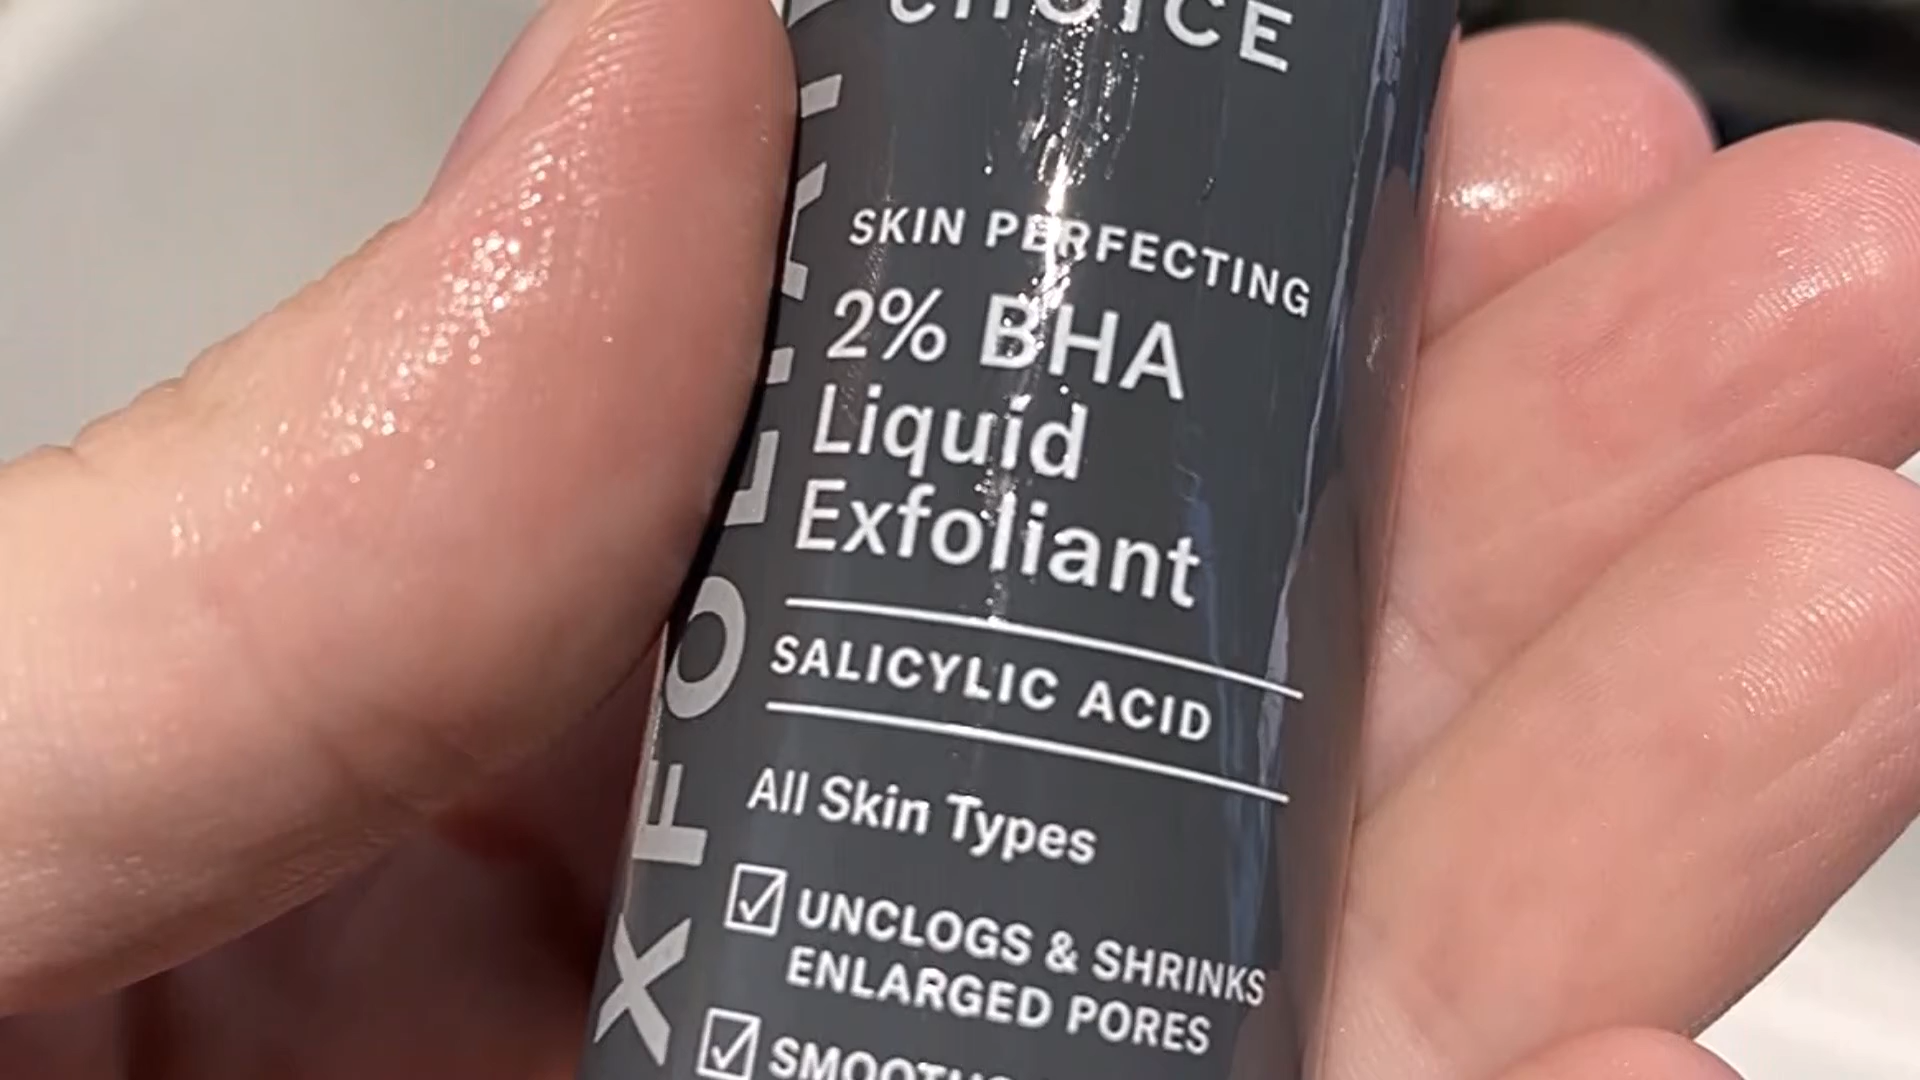 CHOICE
SKIN PERFECTING
2% BHA
Liquid
Exfoliant
SALICYLIC ACID
All Skin Types
☑ UNCLOGS & SHRINKS
ENLARGED PORES
☑